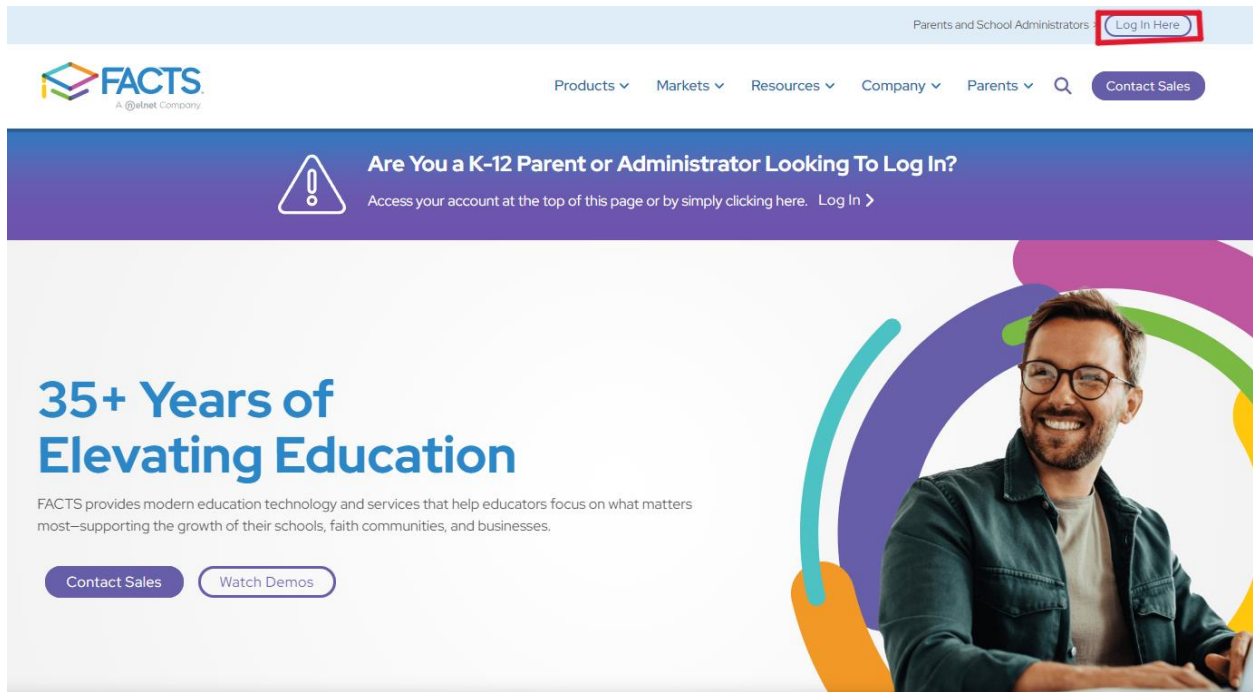 Parents and School Administrators > Log In Here
FACTS.
A @elnet Company
Products Markets Resources Company Parents Contact Sales
Are You a K-12 Parent or Administrator Looking To Log In?
Access your account at the top of this page or by simply clicking here. Log In >
35+ Years of
Elevating Education
FACTS provides modern education technology and services that help educators focus on what matters
most—supporting the growth of their schools, faith communities, and businesses.
Contact Sales Watch Demos